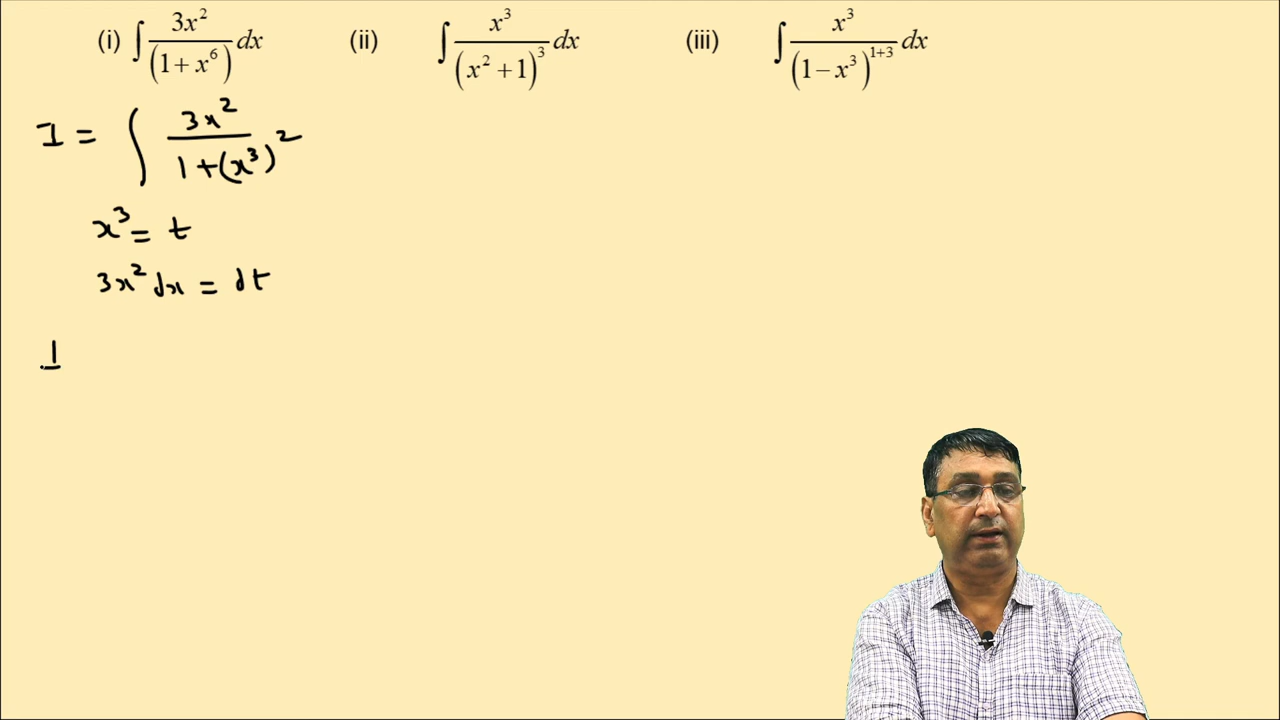 (i) ∫ 3x²/(1+x⁶) dx (ii) ∫ x³/(x²+1)³ dx (iii) ∫ x³/(1−x³)¹⁺³ dx
I = ∫ 3x²/1+(x³)²
x³ = t
3x² dx = dt
I